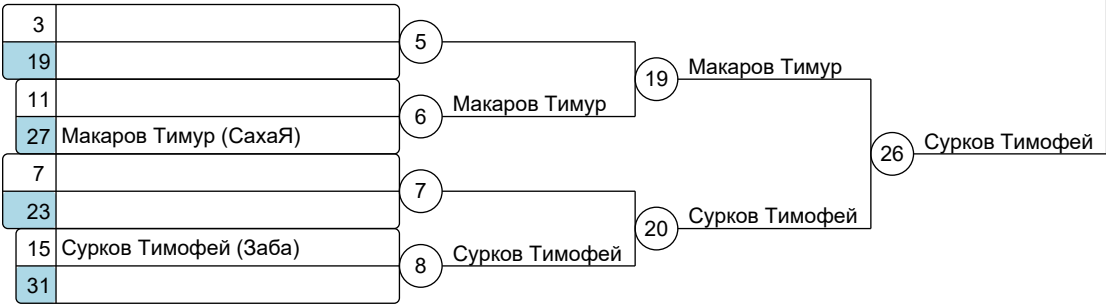 3
5
19
19 Макаров Тимур
11
6 Макаров Тимур
27 Макаров Тимур (СахаЯ)
26 Сурков Тимофей
7
7
23
20 Сурков Тимофей
15 Сурков Тимофей (Заба)
8 Сурков Тимофей
31